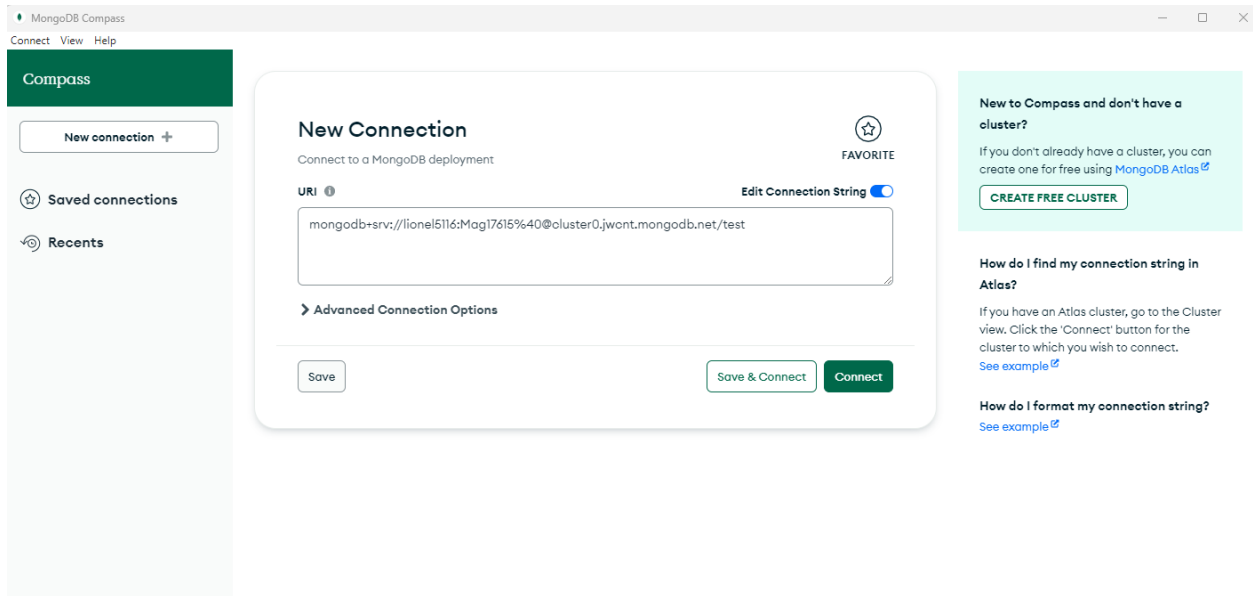 MongoDB Compass
Connect View Help
Compass
New connection
Saved connections
Recents
New Connection
Connect to a MongoDB deployment
FAVORITE
URI
Edit Connection String
mongodb+srv://lionel5116:Mag17615%40@cluster0.jwcnt.mongodb.net/test
Advanced Connection Options
Save
Save & Connect
Connect
New to Compass and don't have a
cluster?
If you don't already have a cluster, you can
create one for free using MongoDB Atlas
CREATE FREE CLUSTER
How do I find my connection string in
Atlas?
If you have an Atlas cluster, go to the Cluster
view. Click the 'Connect' button for the
cluster to which you wish to connect.
See example
How do I format my connection string?
See example